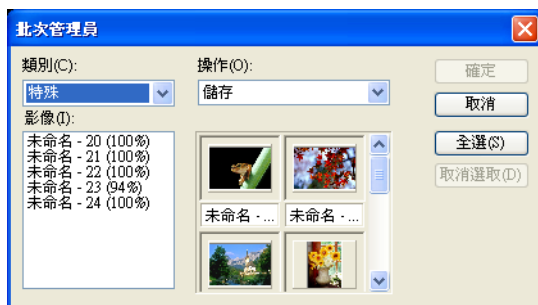 批次管理員
類別(C):
操作(O):
特殊
儲存
確定
取消
影像(I):
未命名 - 20 (100%)
未命名 - 21 (100%)
未命名 - 22 (100%)
未命名 - 23 (94%)
未命名 - 24 (100%)
全選(S)
取消選取(D)
未命名 - ...
未命名 - ...